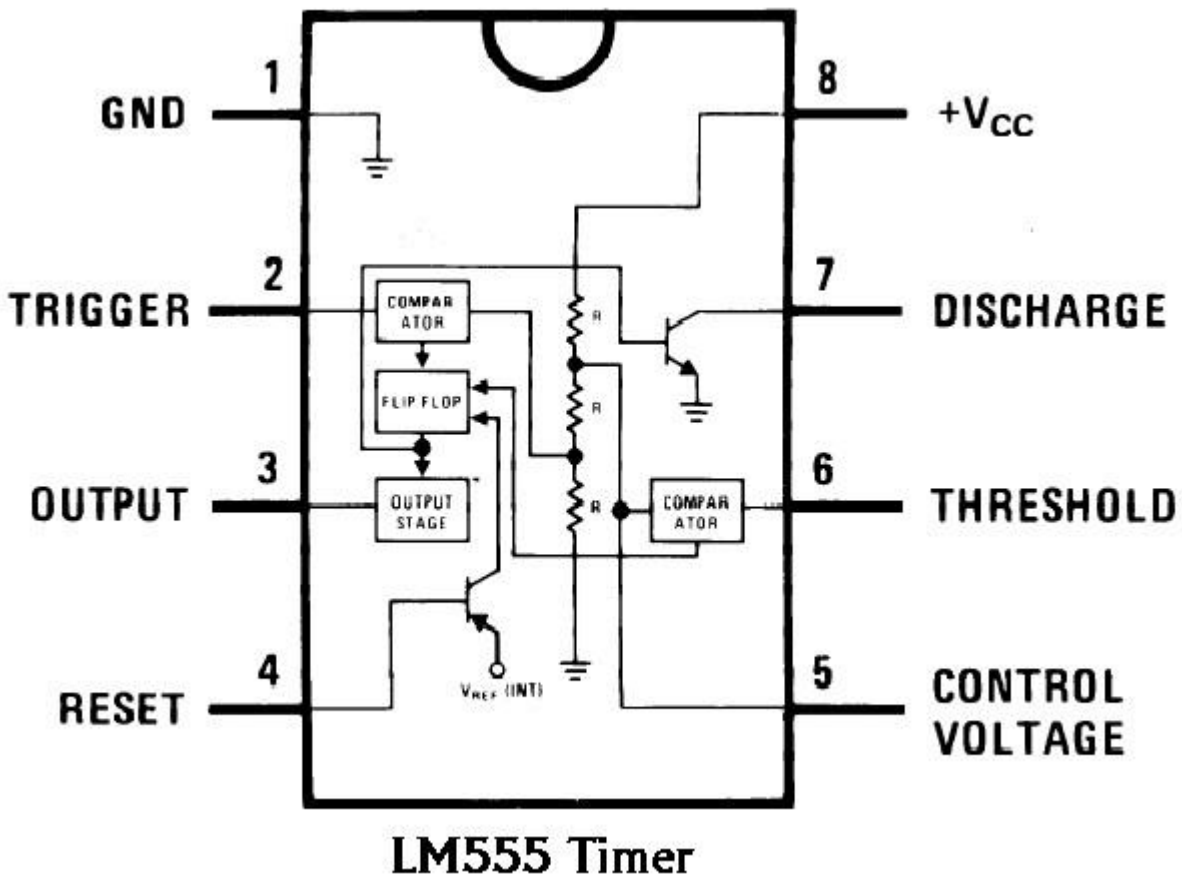 1
GND
8
+VCC
2
TRIGGER
7
DISCHARGE
COMPAR
ATOR
R
FLIP FLOP
R
3
OUTPUT
OUTPUT
STAGE
R
COMPAR
ATOR
6
THRESHOLD
4
RESET
VREF (INT)
5
CONTROL
VOLTAGE
LM555 Timer